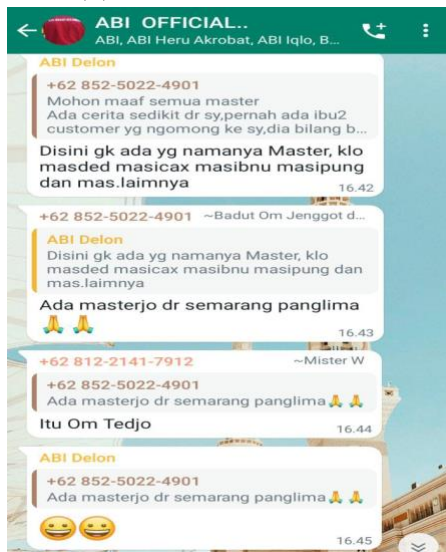 ABI OFFICIAL..
ABI, ABI Heru Akrobat, ABI Iqlo, B...
ABI Delon
+62 852-5022-4901
Mohon maaf semua master
Ada cerita sedikit dr sy,pernah ada ibu2
customer yg ngomong ke sy,dia bilang b...
Disini gk ada yg namanya Master, klo
masded masicax masibnu masipung
dan mas.laimnya
16.42
+62 852-5022-4901 ~Badut Om Jenggot d...
ABI Delon
Disini gk ada yg namanya Master, klo
masded masicax masibnu masipung dan
mas.laimnya
Ada masterjo dr semarang panglima
🙏🙏
16.43
+62 812-2141-7912 ~Mister W
+62 852-5022-4901
Ada masterjo dr semarang panglima🙏🙏
Itu Om Tedjo
16.44
ABI Delon
+62 852-5022-4901
Ada masterjo dr semarang panglima🙏🙏
😀😀
16.45